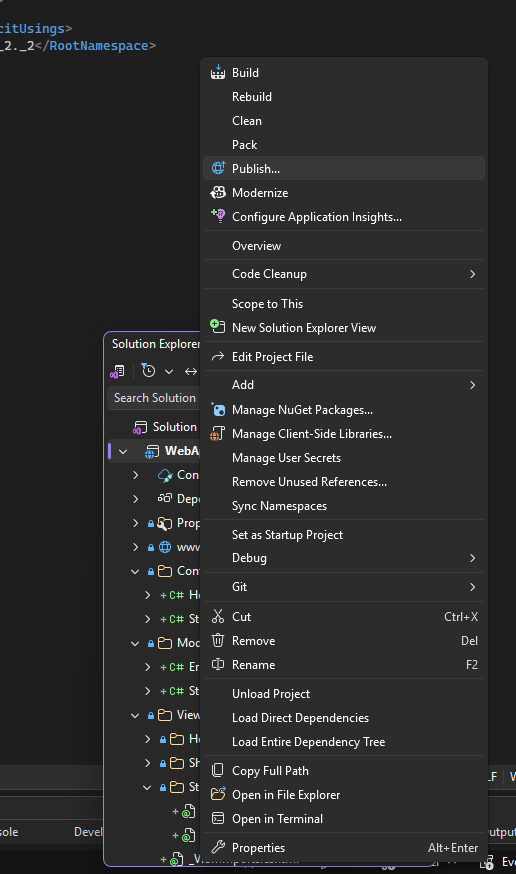 citUsings>
_2._2</RootNamespace>
Build
Rebuild
Clean
Pack
Publish...
Modernize
Configure Application Insights...
Overview
Code Cleanup
Scope to This
New Solution Explorer View
Solution Explorer
Edit Project File
Add
Search Solution
Manage NuGet Packages...
Solution
Manage Client-Side Libraries...
WebA
Manage User Secrets
Con
Remove Unused References...
Depe
Sync Namespaces
Prop
Set as Startup Project
www
Debug
Con
Git
C# He
C# St
Cut Ctrl+X
Mod
Remove Del
C# Er
Rename F2
C# St
Unload Project
View
Load Direct Dependencies
He
Load Entire Dependency Tree
Sh
Copy Full Path
St
Open in File Explorer
Open in Terminal
sole
Devel
utput
Properties Alt+Enter
Eve